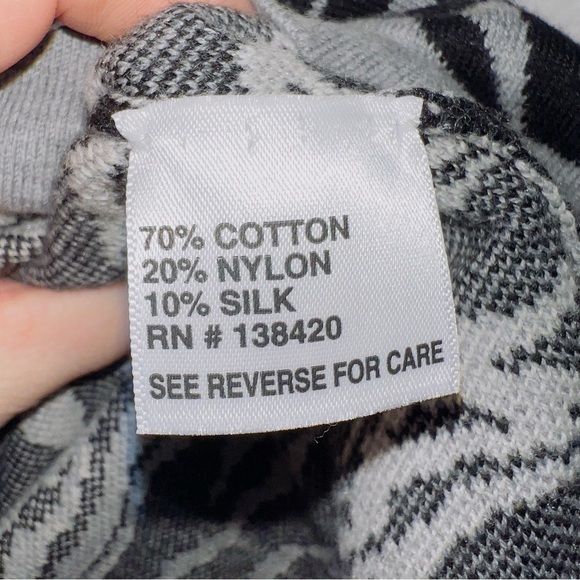 70% COTTON
20% NYLON
10% SILK
RN # 138420
SEE REVERSE FOR CARE